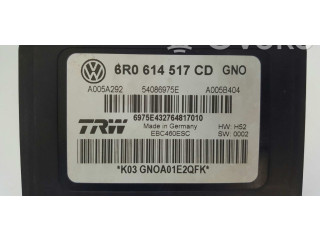 6R0 614 517 CD GNO
A005A292 54086975E A005B404
6975E432764817010
TRW Made in Germany HW: H52
EBC460ESC SW: 0002
*K03 GNOA01E2QFK*